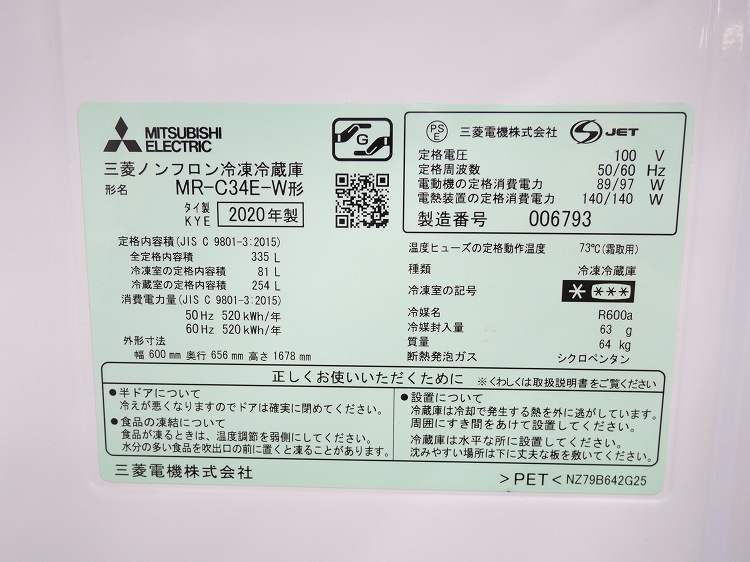 MITSUBISHI
ELECTRIC
G
三菱ノンフロン冷凍冷蔵庫
形名 MR-C34E-W形
タイ製
KYE 2020年製
定格内容積(JIS C 9801-3:2015)
全定格内容積 335 L
冷凍室の定格内容積 81 L
冷蔵室の定格内容積 254 L
消費電力量(JIS C 9801-3:2015)
50 Hz 520 kWh/年
60 Hz 520 kWh/年
外形寸法
幅 600 mm 奥行 656 mm 高さ 1678 mm
PSE 三菱電機株式会社 JET
定格電圧 100 V
定格周波数 50/60 Hz
電動機の定格消費電力 89/97 W
電熱装置の定格消費電力 140/140 W
製造番号 006793
温度ヒューズの定格動作温度 73℃(霜取用)
種類 冷凍冷蔵庫
冷凍室の記号 * ***
冷媒名 R600a
冷媒封入量 63 g
質量 64 kg
断熱発泡ガス シクロペンタン
正しくお使いいただくために ※くわしくは取扱説明書をご覧ください
●半ドアについて
冷えが悪くなりますのでドアは確実に閉めてください。
●食品の凍結について
食品が凍るときは、温度調節を弱側にしてください。
水分の多い食品を吹出口の前に置くと凍ることがあります。
●設置について
冷蔵庫は冷却で発生する熱を外に逃がしています。
周囲にすき間をあけて設置してください。
冷蔵庫は水平な所に設置してください。
沈みやすい場所は下に丈夫な板を敷いてください。
三菱電機株式会社
>PET< NZ79B642G25